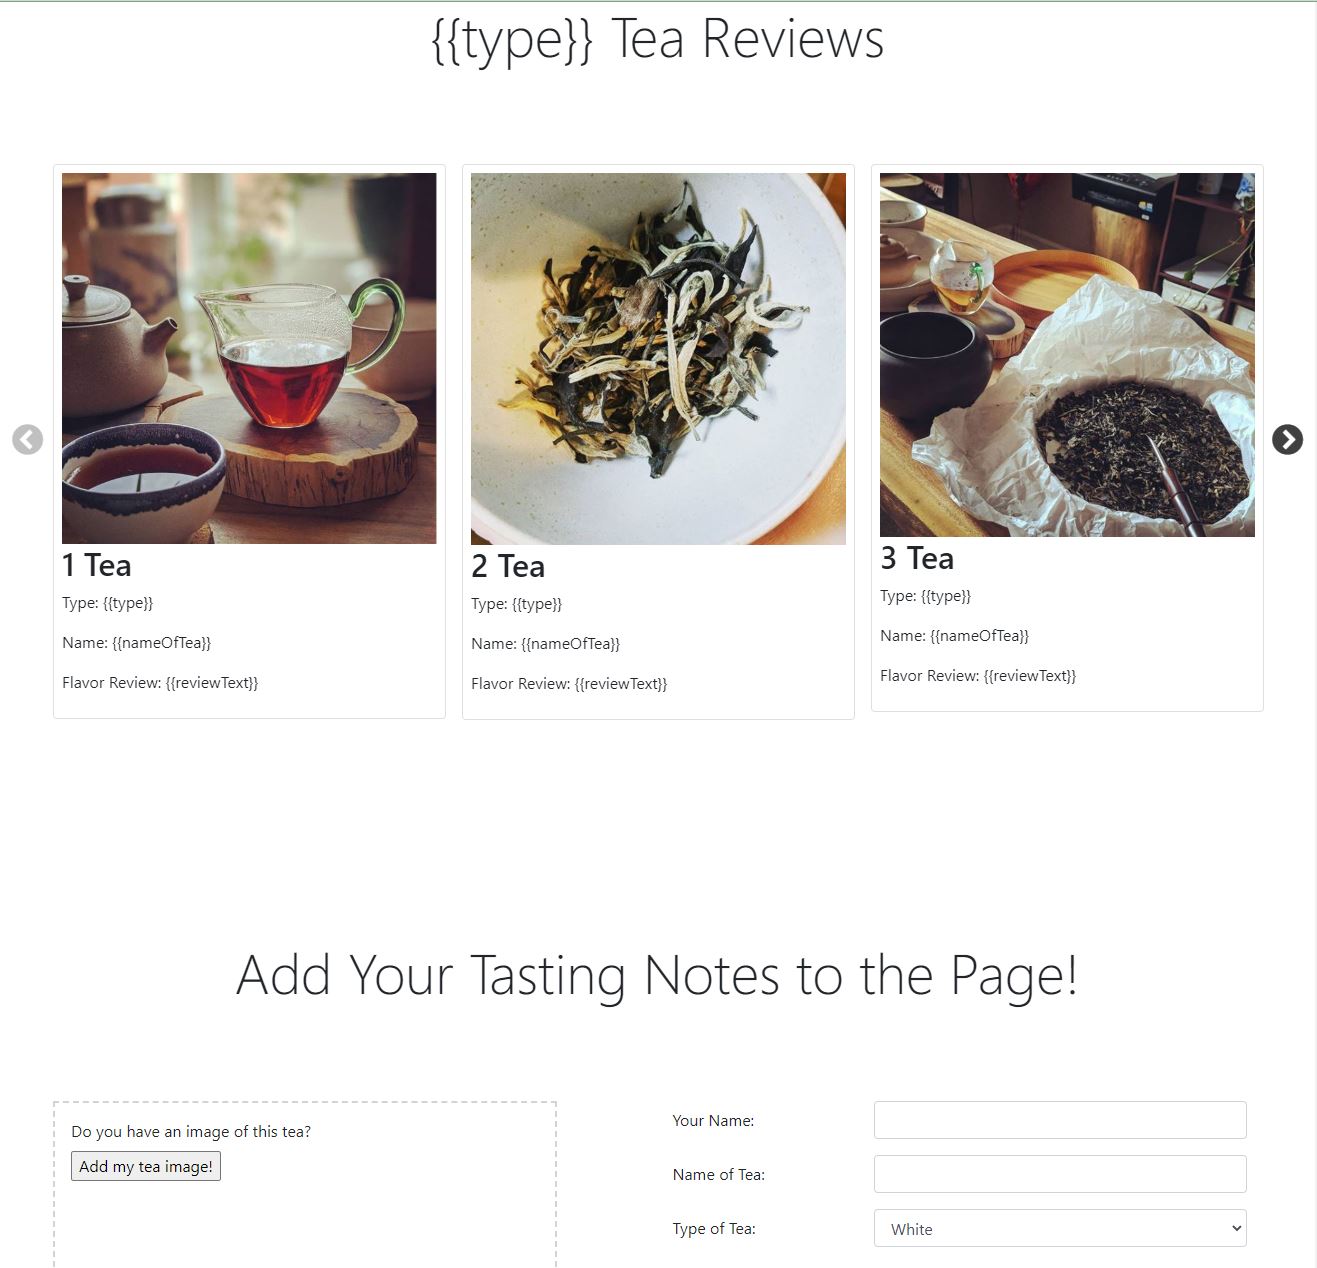 {{type}} Tea Reviews
1 Tea
Type: {{type}}
Name: {{nameOfTea}}
Flavor Review: {{reviewText}}
2 Tea
Type: {{type}}
Name: {{nameOfTea}}
Flavor Review: {{reviewText}}
3 Tea
Type: {{type}}
Name: {{nameOfTea}}
Flavor Review: {{reviewText}}
Add Your Tasting Notes to the Page!
Do you have an image of this tea?
Add my tea image!
Your Name:
Name of Tea:
Type of Tea:
White